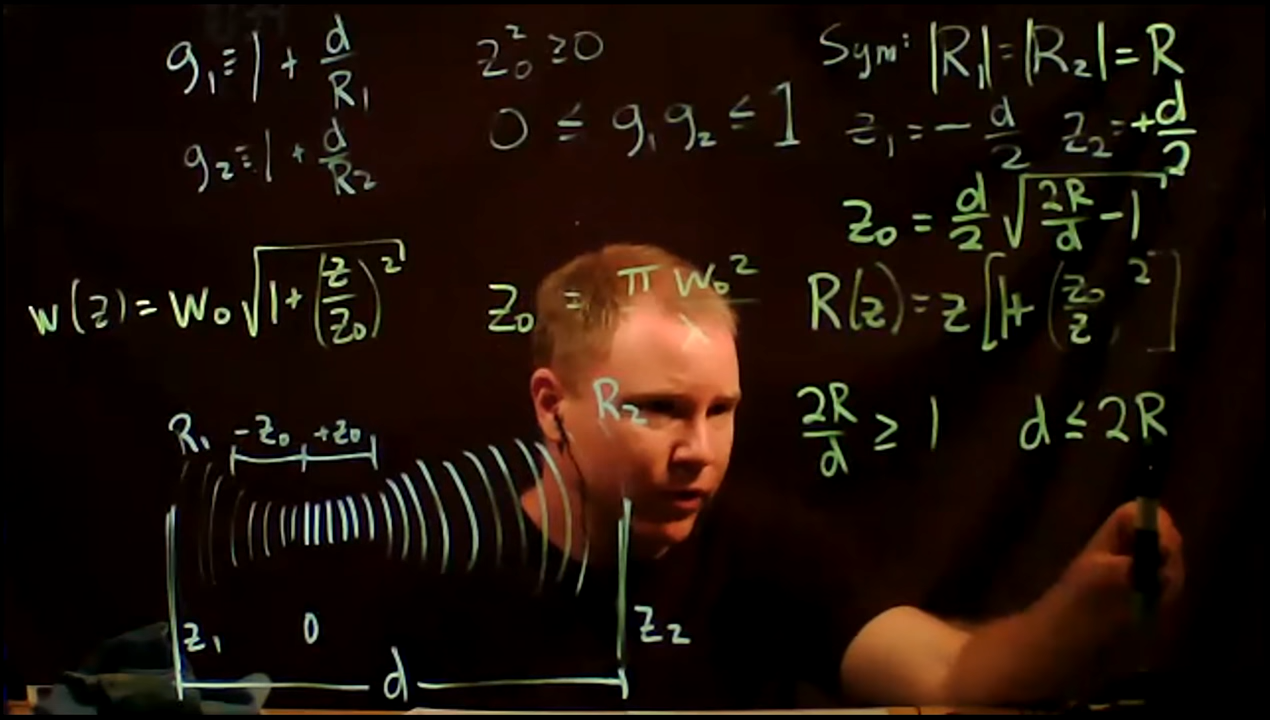 g₁ ≡ 1 + d/R₁
z₀² ≥ 0
Sym: |R₁| = |R₂| = R
g₂ ≡ 1 + d/R₂
0 ≤ g₁g₂ ≤ 1
z₁ = -d/2 z₂ = +d/2
z₀ = d/2 √(2R/d - 1)
w(z) = w₀ √(1 + (z/z₀)²)
z₀ = πw₀²/λ
R(z) = z[1 + (z₀/z)²]
2R/d ≥ 1 d ≤ 2R
R₁ -z₀ +z₀ R₂
z₁ 0 z₂
d